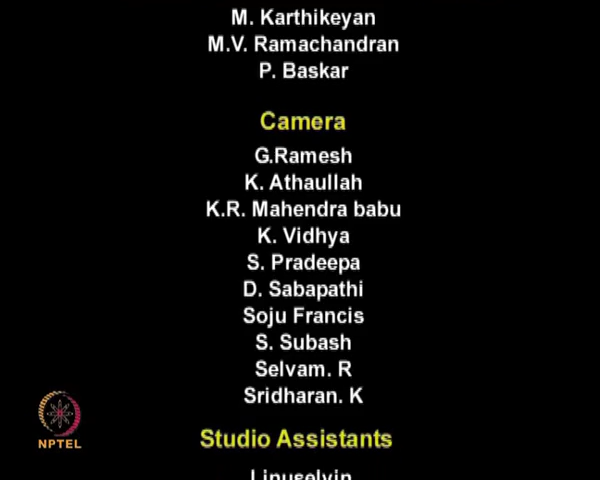 M. Karthikeyan
M.V. Ramachandran
P. Baskar
Camera
G.Ramesh
K. Athaullah
K.R. Mahendra babu
K. Vidhya
S. Pradeepa
D. Sabapathi
Soju Francis
S. Subash
Selvam. R
Sridharan. K
NPTEL
Studio Assistants
Linuselvin